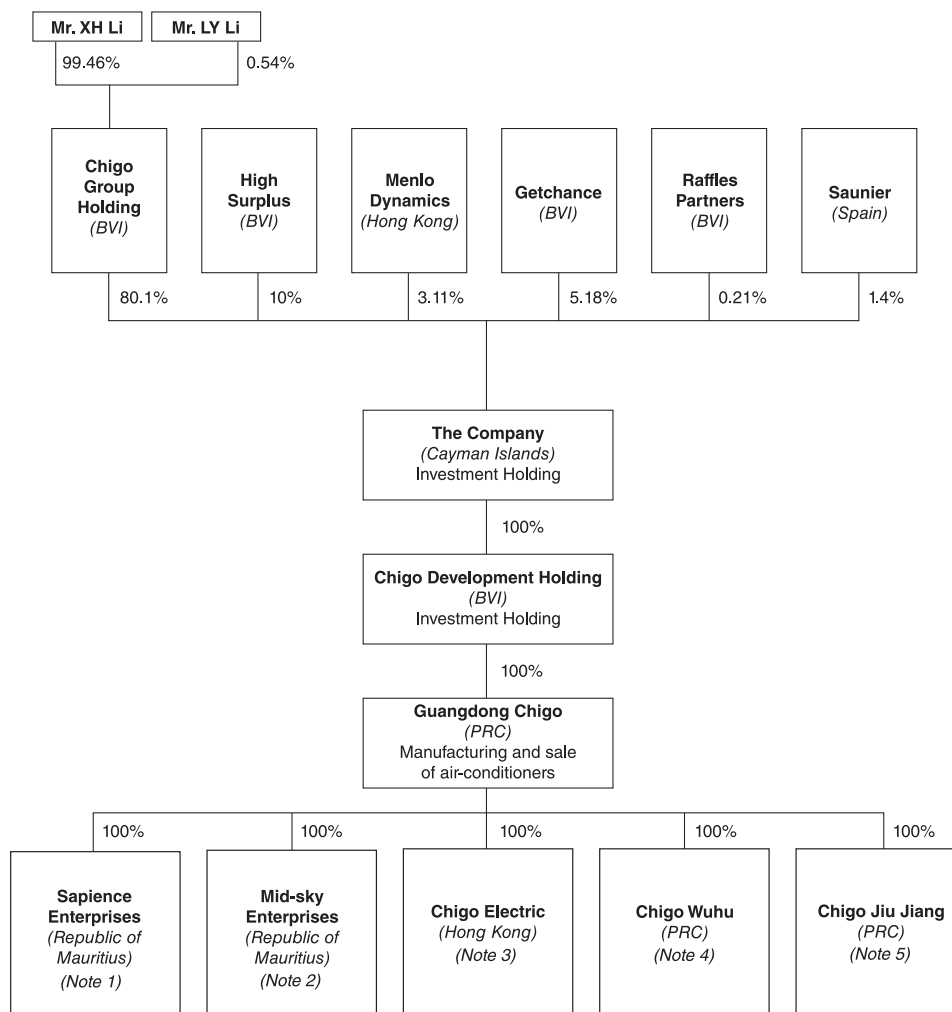 Mr. XH Li
Mr. LY Li
99.46%
0.54%
Chigo
Group
Holding
(BVI)
High
Surplus
(BVI)
Menlo
Dynamics
(Hong Kong)
Getchance
(BVI)
Raffles
Partners
(BVI)
Saunier
(Spain)
80.1%
10%
3.11%
5.18%
0.21%
1.4%
The Company
(Cayman Islands)
Investment Holding
100%
Chigo Development Holding
(BVI)
Investment Holding
100%
Guangdong Chigo
(PRC)
Manufacturing and sale
of air-conditioners
100%
100%
100%
100%
100%
Sapience
Enterprises
(Republic of
Mauritius)
(Note 1)
Mid-sky
Enterprises
(Republic of
Mauritius)
(Note 2)
Chigo Electric
(Hong Kong)
(Note 3)
Chigo Wuhu
(PRC)
(Note 4)
Chigo Jiu Jiang
(PRC)
(Note 5)